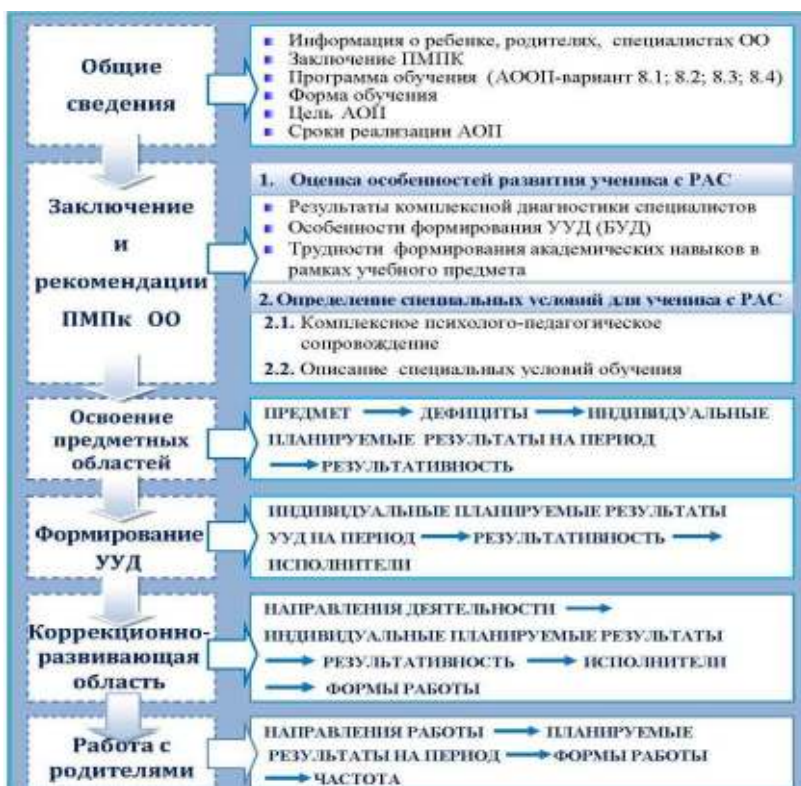 Общие
сведения
Информация о ребенке, родителях, специалистах ОО
Заключение ПМПК
Программа обучения (АООП-вариант 8.1; 8.2; 8.3; 8.4)
Форма обучения
Цель АОП
Сроки реализации АОП
Заключение
и
рекомендации
ПМПк ОО
1. Оценка особенностей развития ученика с РАС
Результаты комплексной диагностики специалистов
Особенности формирования УУД (БУД)
Трудности формирования академических навыков в
рамках учебного предмета
2. Определение специальных условий для ученика с РАС
2.1. Комплексное психолого-педагогическое
сопровождение
2.2. Описание специальных условий обучения
Освоение
предметных
областей
ПРЕДМЕТ → ДЕФИЦИТЫ → ИНДИВИДУАЛЬНЫЕ
ПЛАНИРУЕМЫЕ РЕЗУЛЬТАТЫ НА ПЕРИОД
→ РЕЗУЛЬТАТИВНОСТЬ
Формирование
УУД
ИНДИВИДУАЛЬНЫЕ ПЛАНИРУЕМЫЕ РЕЗУЛЬТАТЫ
УУД НА ПЕРИОД → РЕЗУЛЬТАТИВНОСТЬ →
ИСПОЛНИТЕЛИ
Коррекционно-
развивающая
область
НАПРАВЛЕНИЯ ДЕЯТЕЛЬНОСТИ →
ИНДИВИДУАЛЬНЫЕ ПЛАНИРУЕМЫЕ РЕЗУЛЬТАТЫ
→ РЕЗУЛЬТАТИВНОСТЬ → ИСПОЛНИТЕЛИ
→ ФОРМЫ РАБОТЫ
Работа с
родителями
НАПРАВЛЕНИЯ РАБОТЫ → ПЛАНИРУЕМЫЕ
РЕЗУЛЬТАТЫ НА ПЕРИОД → ФОРМЫ РАБОТЫ
→ ЧАСТОТА